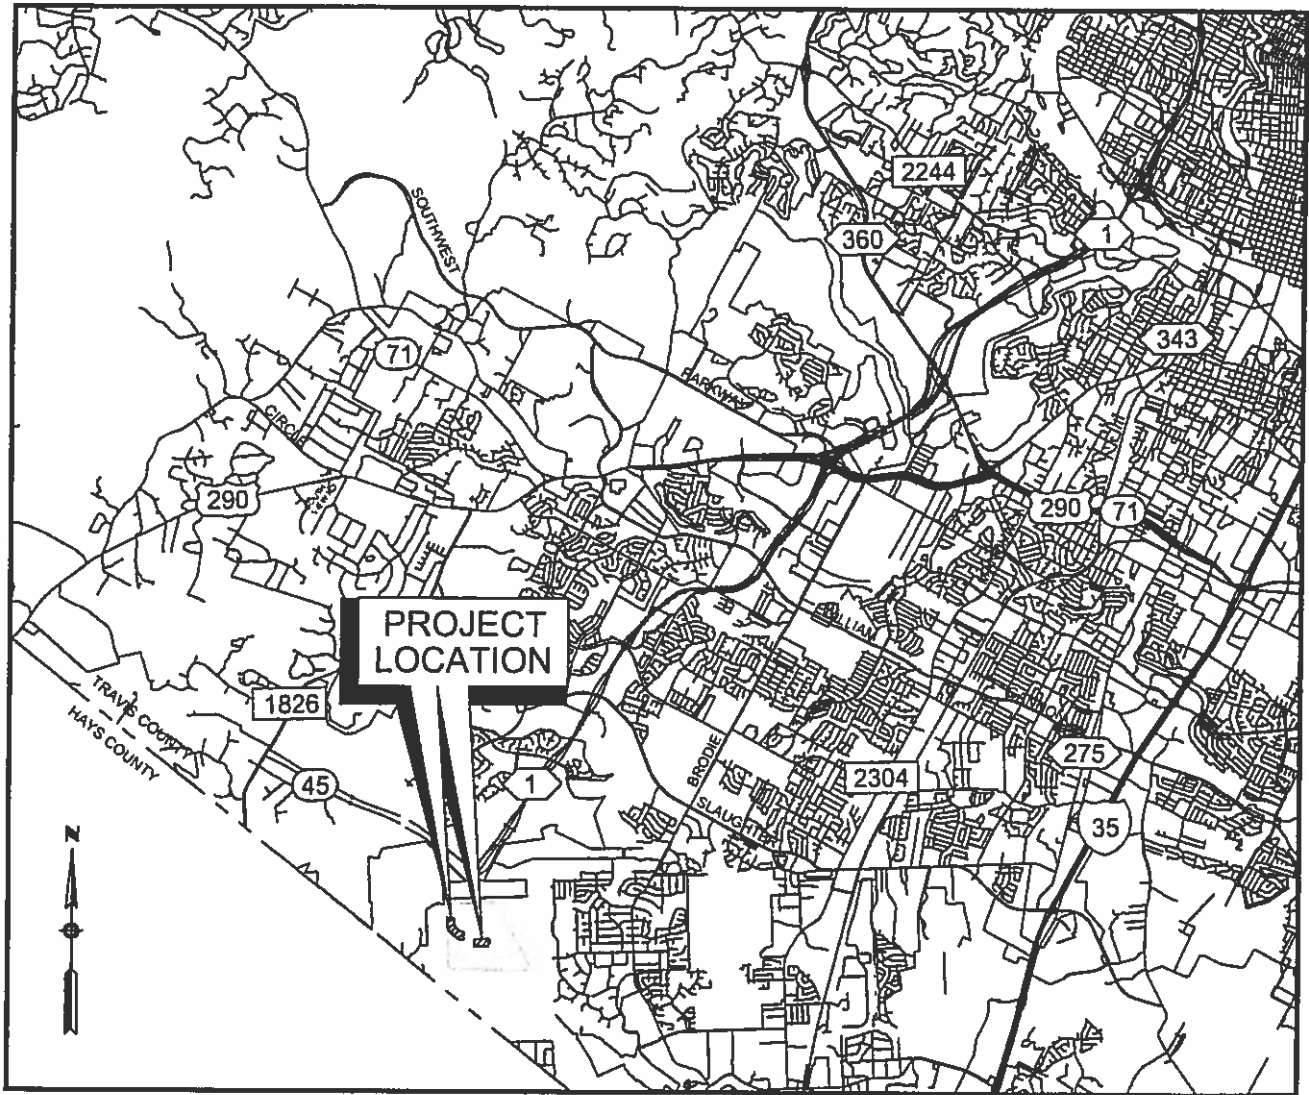 2244
SOUTHWEST
360
1
343
71
PARKWAY
CIRCLE
290
290
71
PROJECT
LOCATION
WILLIAM
1826
TRAVIS COUNTY
HAYS COUNTY
BRODIE
275
2304
45
1
SLAUGHTER
35
N